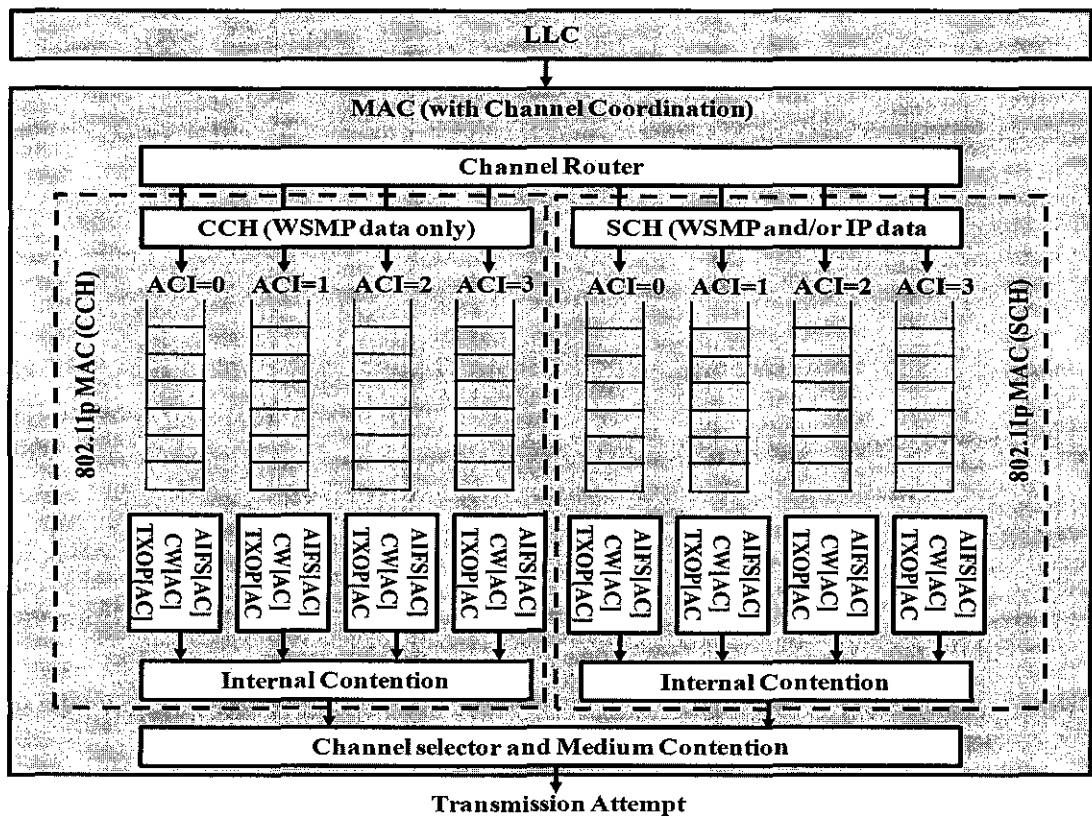 LLC
MAC (with Channel Coordination)
Channel Router
CCH (WSMP data only)
SCH (WSMP and/or IP data
802.11p MAC (CCH)
ACI=0 ACI=1 ACI=2 ACI=3
ACI=0 ACI=1 ACI=2 ACI=3
802.11p MAC (SCH)
AIFS[AC]
CW[AC]
TXOP[AC]
AIFS[AC]
CW[AC]
TXOP[AC
AIFS[AC]
CW[AC]
TXOP[AC
AIFS[AC]
CW[AC]
TXOP[AC
AIFS[AC]
CW[AC]
TXOP[AC]
AIFS[AC]
CW[AC]
TXOP[AC
AIFS[AC]
CW[AC]
TXOP[AC
AIFS[AC]
CW[AC]
TXOP[AC
Internal Contention
Internal Contention
Channel selector and Medium Contention
Transmission Attempt